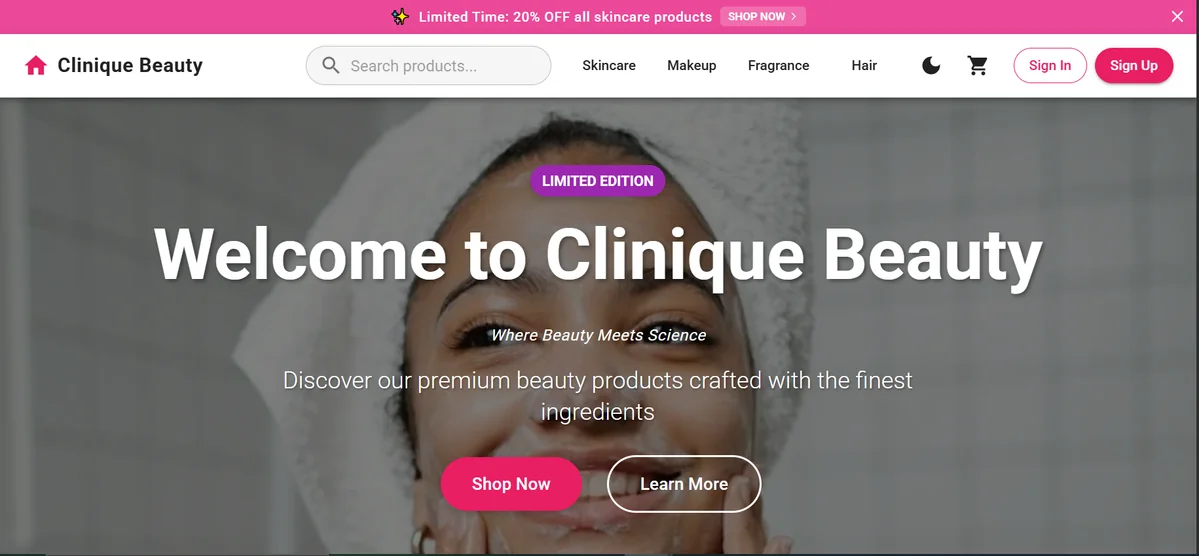 Limited Time: 20% OFF all skincare products SHOP NOW
Clinique Beauty Search products... Skincare Makeup Fragrance Hair Sign In Sign Up
LIMITED EDITION
Welcome to Clinique Beauty
Where Beauty Meets Science
Discover our premium beauty products crafted with the finest
ingredients
Shop Now Learn More